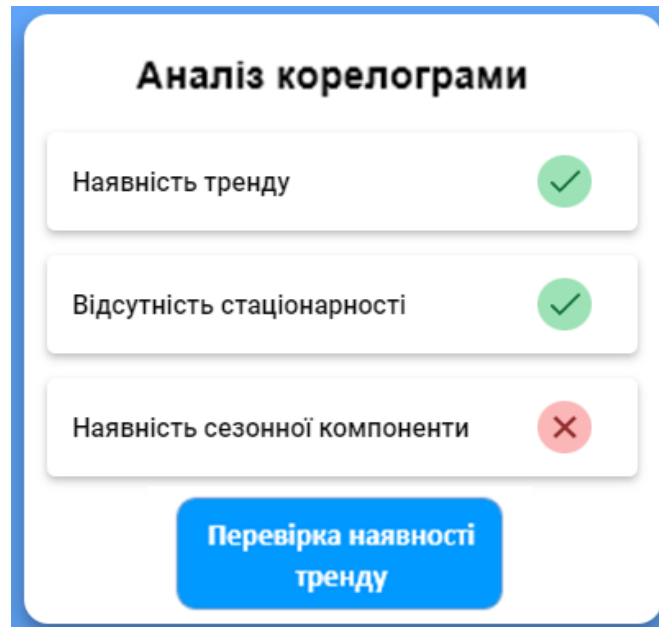 Аналіз корелограми
Наявність тренду
Відсутність стаціонарності
Наявність сезонної компоненти
Перевірка наявності
тренду